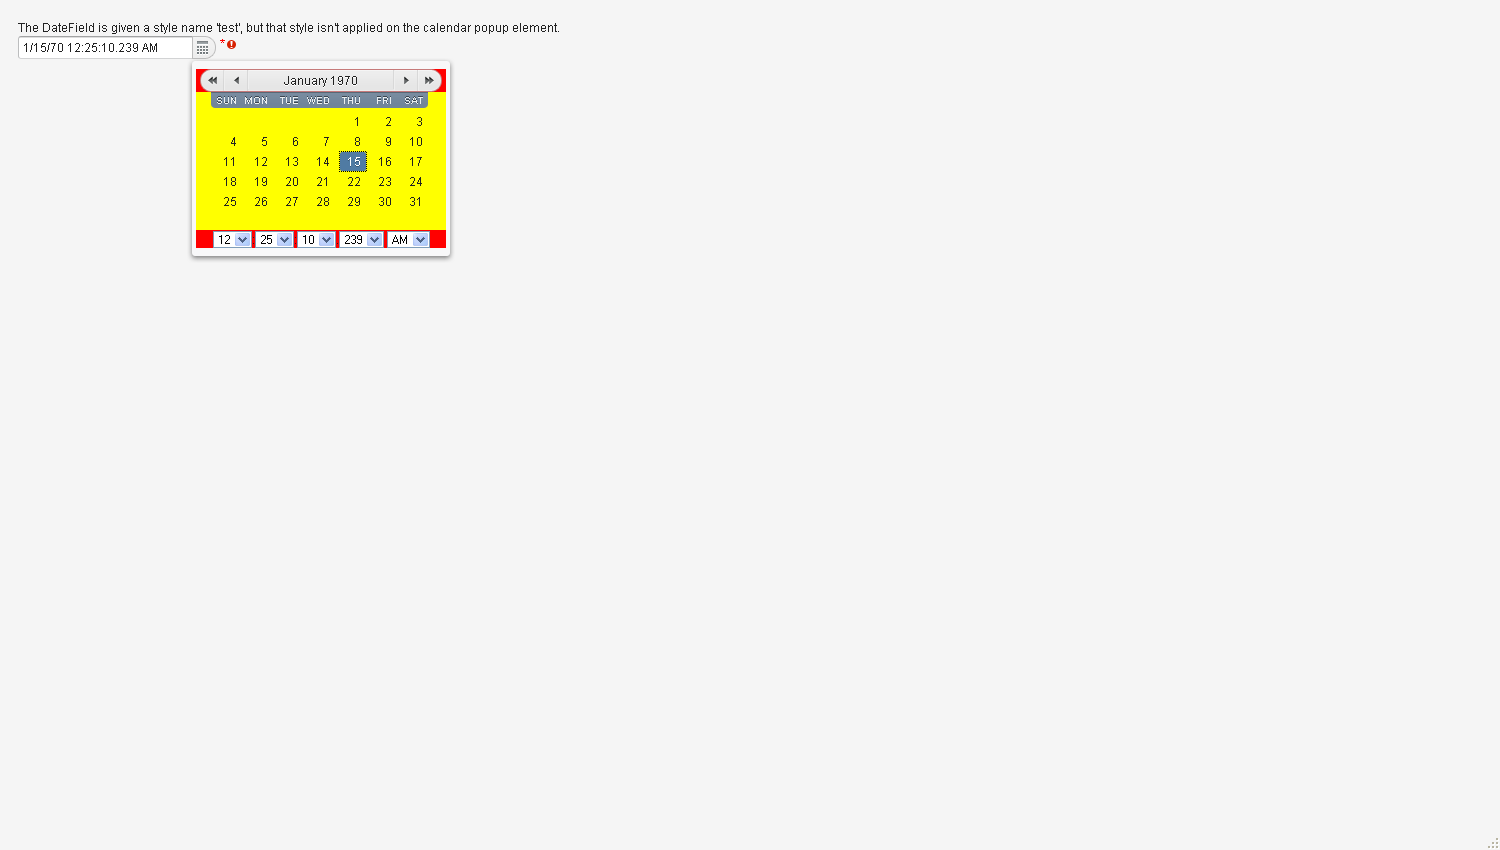 The DateField is given a style name 'test', but that style isn't applied on the calendar popup element.
1/15/70 12:25:10.239 AM *
January 1970
SUN MON TUE WED THU FRI SAT
1 2 3
4 5 6 7 8 9 10
11 12 13 14 15 16 17
18 19 20 21 22 23 24
25 26 27 28 29 30 31
12 25 10 239 AM